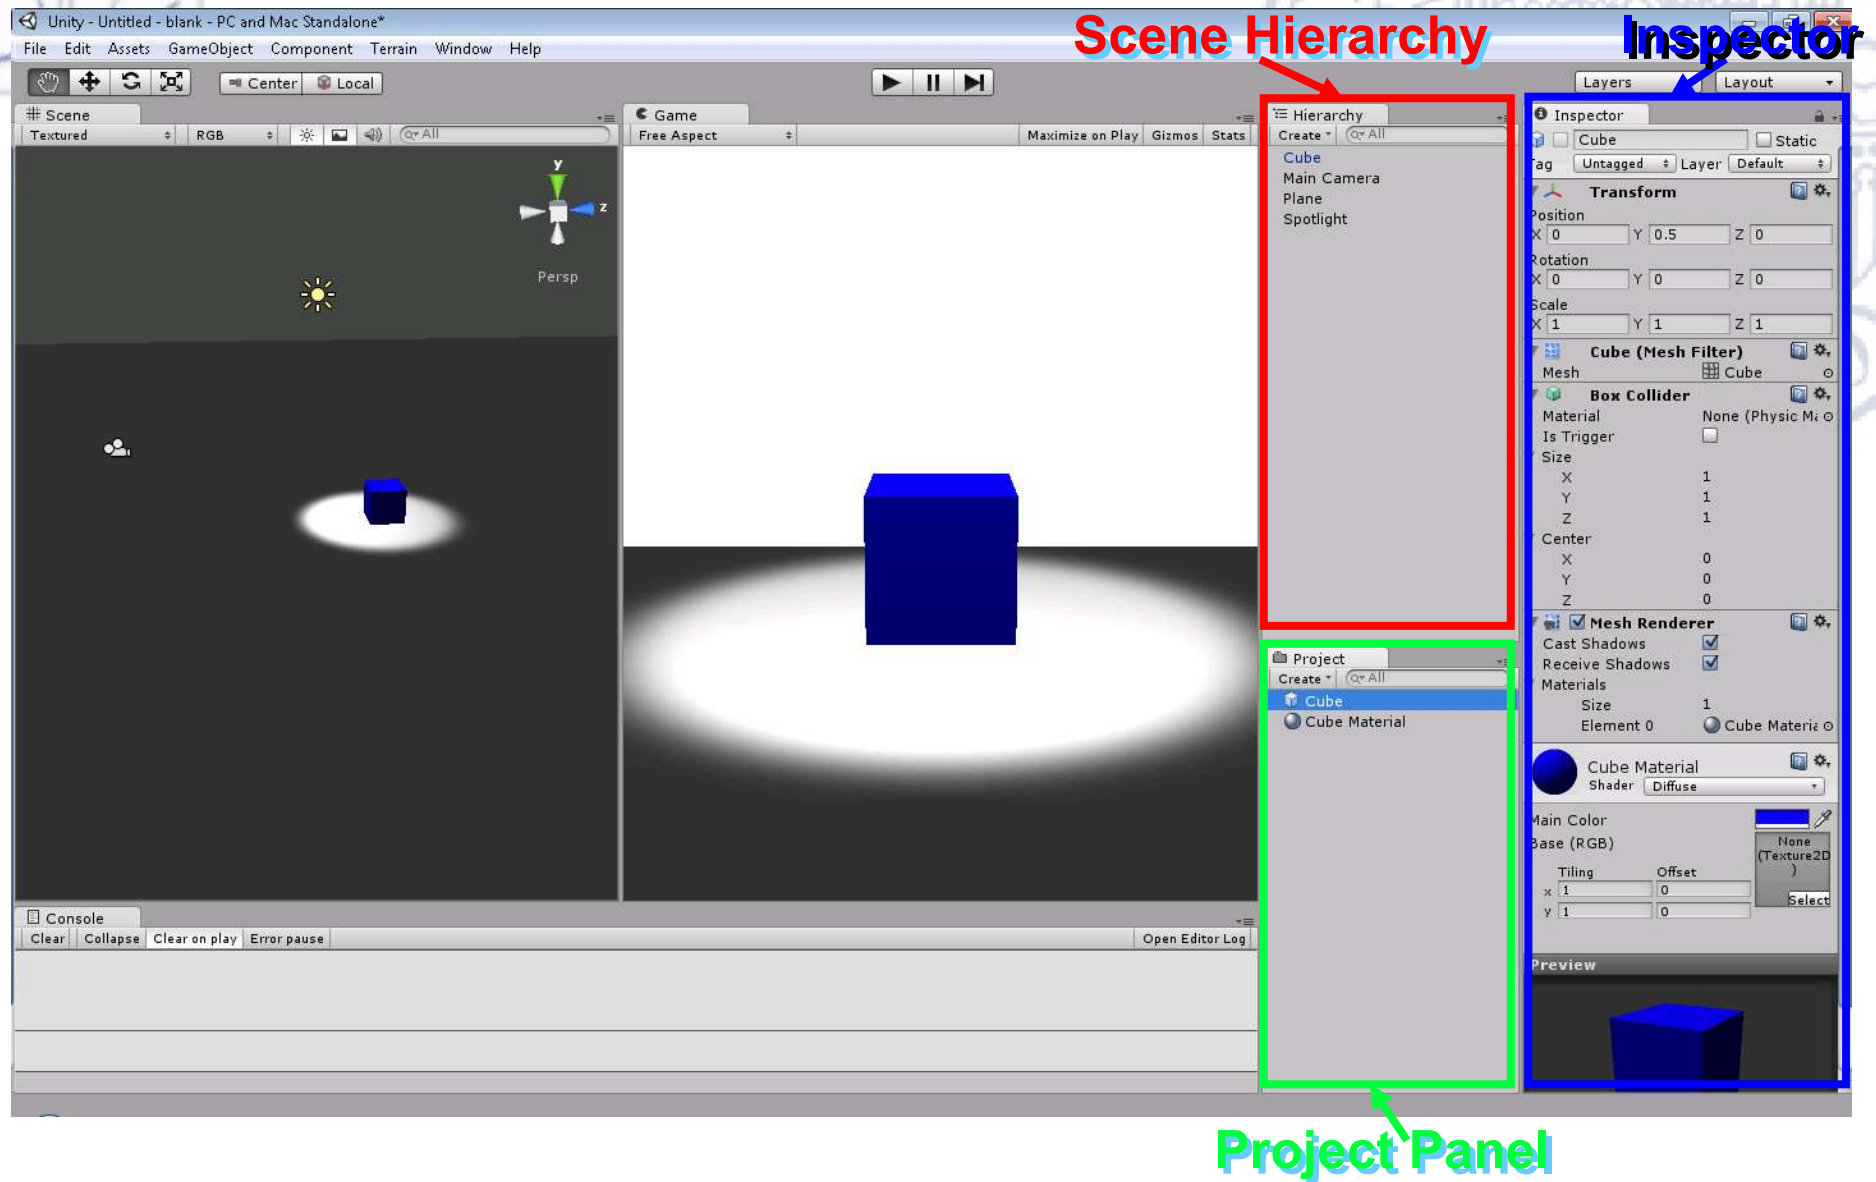 Unity - Untitled - blank - PC and Mac Standalone*
Scene Hierarchy
Inspector
File Edit Assets GameObject Component Terrain Window Help
Center Local
Layers Layout
# Scene
Textured RGB All
y
z
Persp
Game
Free Aspect Maximize on Play Gizmos Stats
Hierarchy
Create All
Cube
Main Camera
Plane
Spotlight
Project
Create All
Cube
Cube Material
Inspector
Cube Static
Tag Untagged Layer Default
Transform
Position
X 0 Y 0.5 Z 0
Rotation
X 0 Y 0 Z 0
Scale
X 1 Y 1 Z 1
Cube (Mesh Filter)
Mesh Cube
Box Collider
Material None (Physic Ma
Is Trigger
Size
X 1
Y 1
Z 1
Center
X 0
Y 0
Z 0
Mesh Renderer
Cast Shadows
Receive Shadows
Materials
Size 1
Element 0 Cube Materia
Cube Material
Shader Diffuse
Main Color
Base (RGB)
None
(Texture2D
)
Tiling Offset
x 1 0
y 1 0
Select
Preview
Console
Clear Collapse Clear on play Error pause Open Editor Log
Project Panel